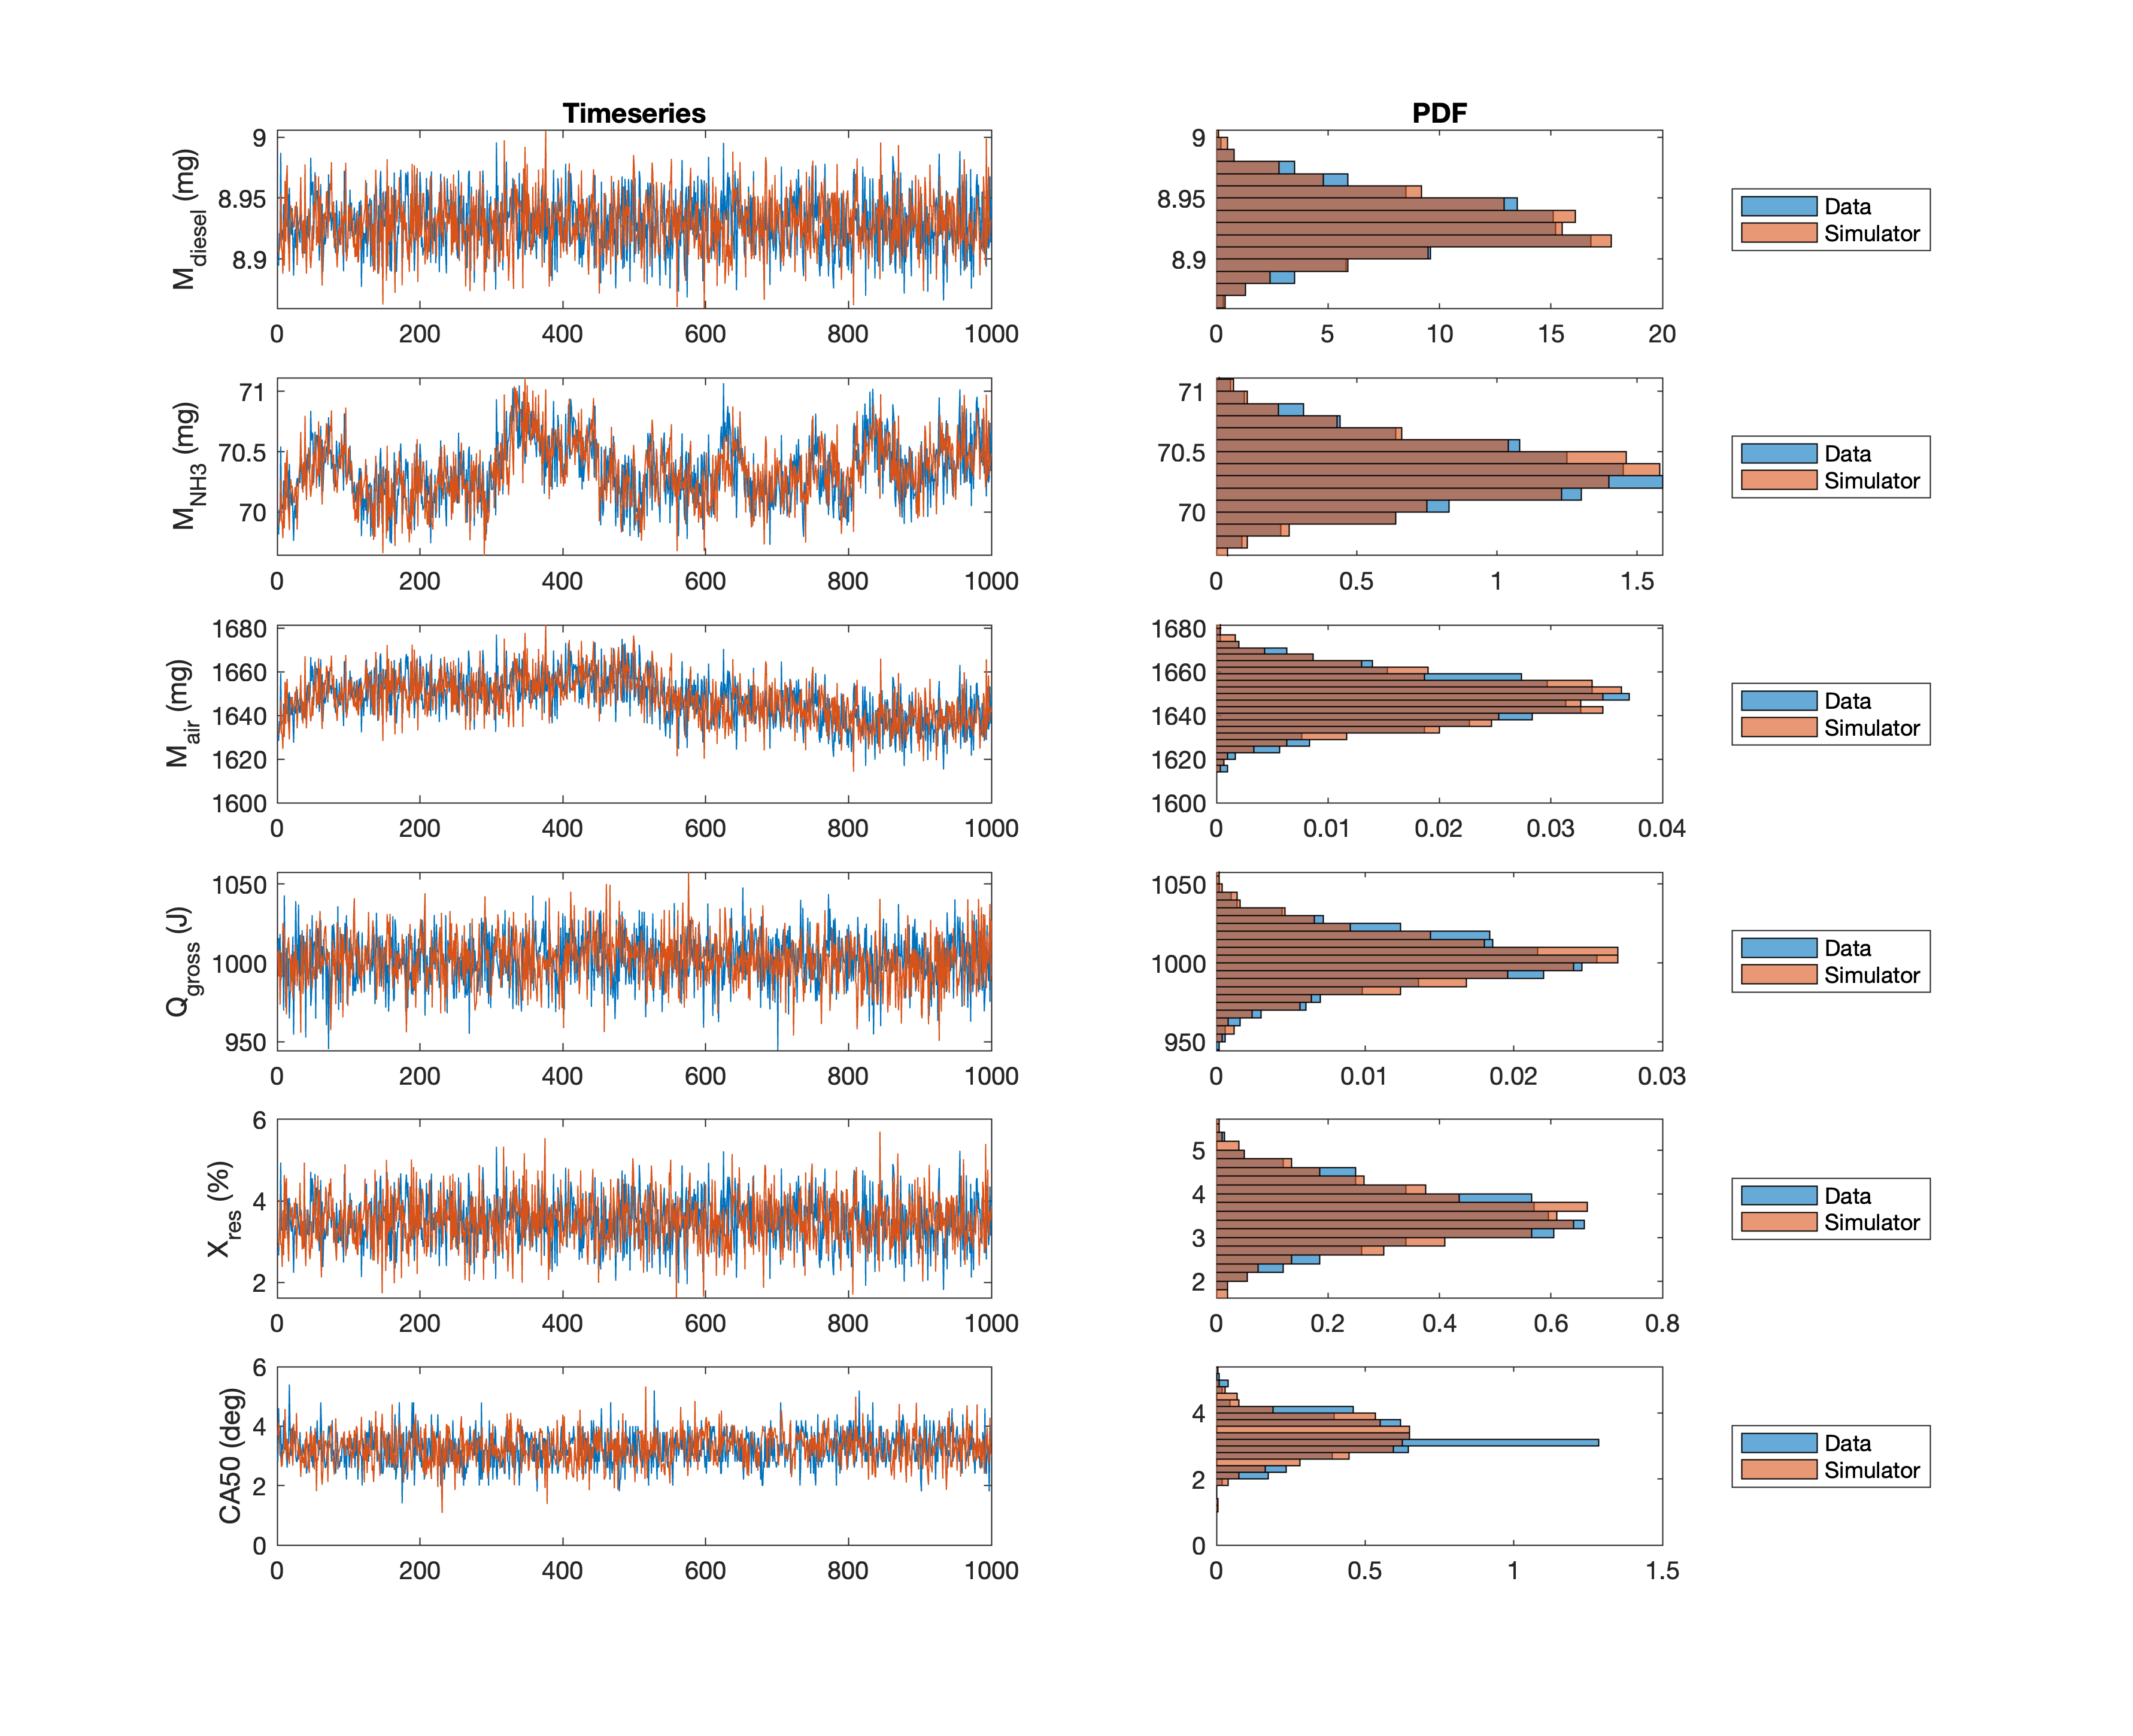 Timeseries
PDF
M_diesel (mg)
9
8.95
8.9
0 200 400 600 800 1000
9
8.95
8.9
0 5 10 15 20
Data
Simulator
M_NH3 (mg)
71
70.5
70
0 200 400 600 800 1000
71
70.5
70
0 0.5 1 1.5
Data
Simulator
M_air (mg)
1680
1660
1640
1620
1600
0 200 400 600 800 1000
1680
1660
1640
1620
1600
0 0.01 0.02 0.03 0.04
Data
Simulator
Q_gross (J)
1050
1000
950
0 200 400 600 800 1000
1050
1000
950
0 0.01 0.02 0.03
Data
Simulator
X_res (%)
6
4
2
0 200 400 600 800 1000
5
4
3
2
0 0.2 0.4 0.6 0.8
Data
Simulator
CA50 (deg)
6
4
2
0
0 200 400 600 800 1000
4
2
0
0 0.5 1 1.5
Data
Simulator